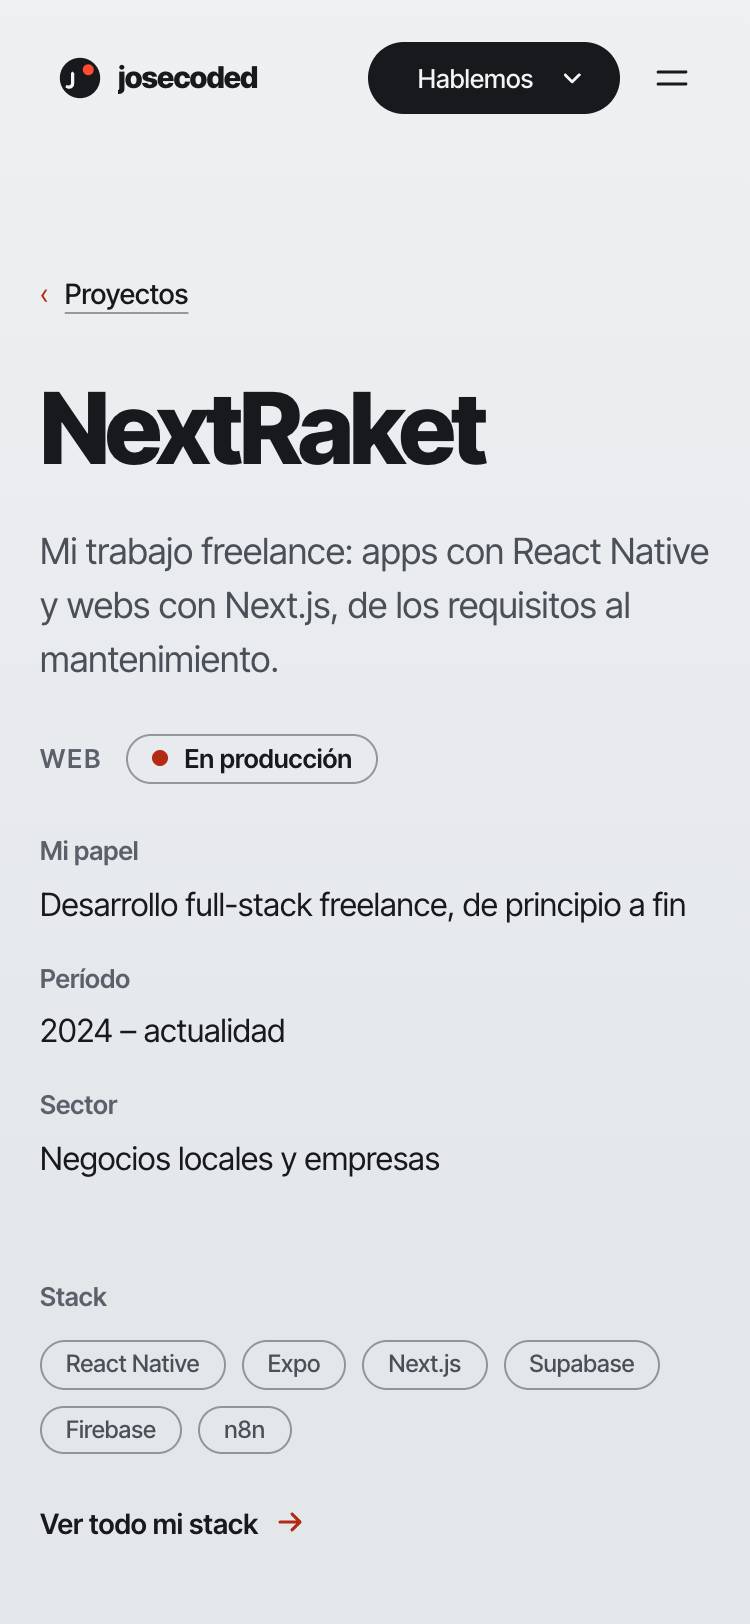 josecoded
Hablemos
‹ Proyectos
NextRaket
Mi trabajo freelance: apps con React Native
y webs con Next.js, de los requisitos al
mantenimiento.
WEB
En producción
Mi papel
Desarrollo full-stack freelance, de principio a fin
Período
2024 – actualidad
Sector
Negocios locales y empresas
Stack
React Native
Expo
Next.js
Supabase
Firebase
n8n
Ver todo mi stack →